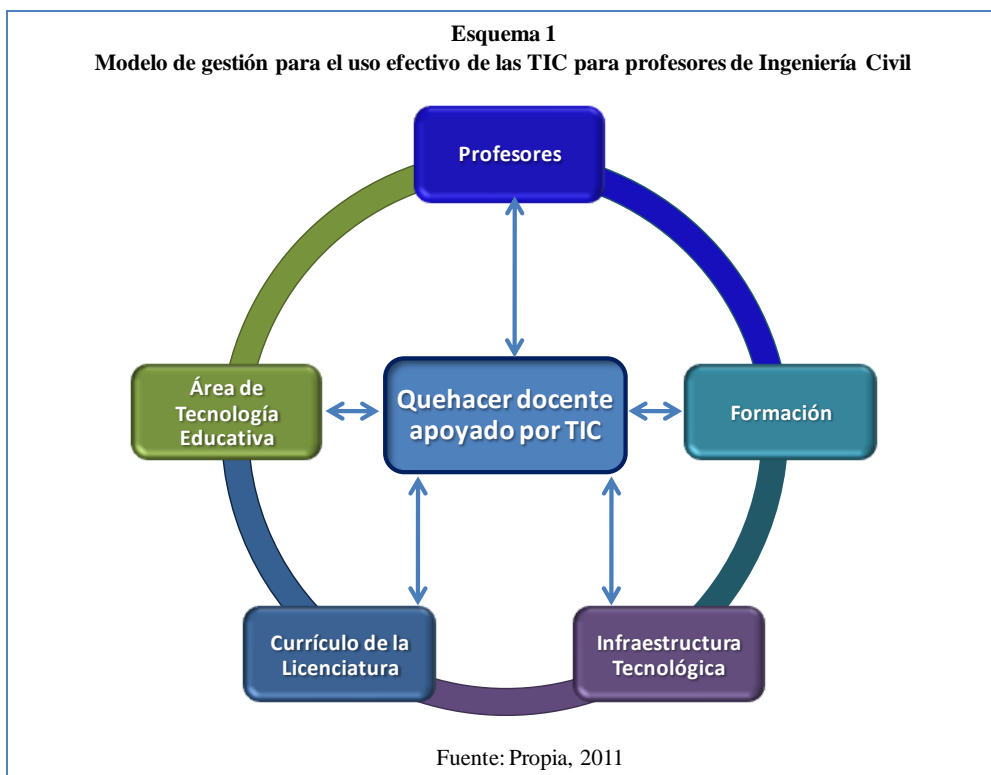 Esquema 1
Modelo de gestión para el uso efectivo de las TIC para profesores de Ingeniería Civil
Profesores
Área de
Tecnología
Educativa
Quehacer docente
apoyado por TIC
Formación
Currículo de la
Licenciatura
Infraestructura
Tecnológica
Fuente: Propia, 2011